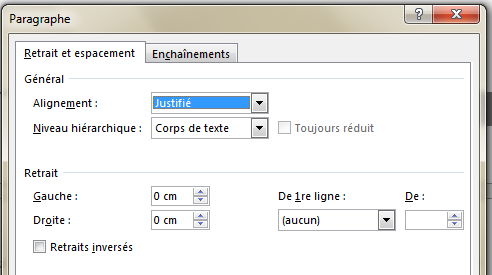 Paragraphe
Retrait et espacement Enchaînements
Général
Alignement : Justifié
Niveau hiérarchique : Corps de texte Toujours réduit
Retrait
Gauche : 0 cm De 1re ligne : De :
Droite : 0 cm (aucun)
Retraits inversés